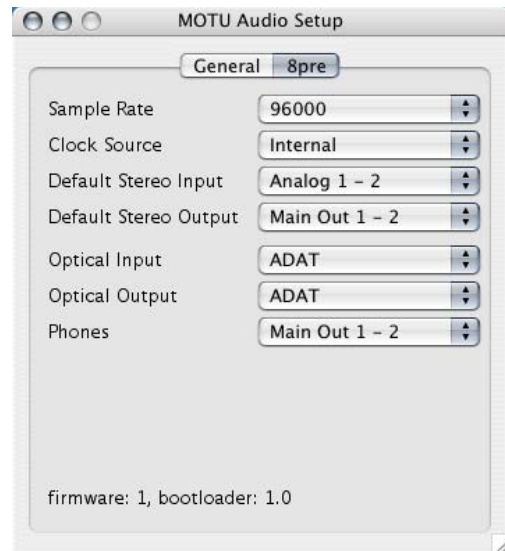 MOTU Audio Setup
General 8pre
Sample Rate 96000
Clock Source Internal
Default Stereo Input Analog 1 – 2
Default Stereo Output Main Out 1 – 2
Optical Input ADAT
Optical Output ADAT
Phones Main Out 1 – 2
firmware: 1, bootloader: 1.0